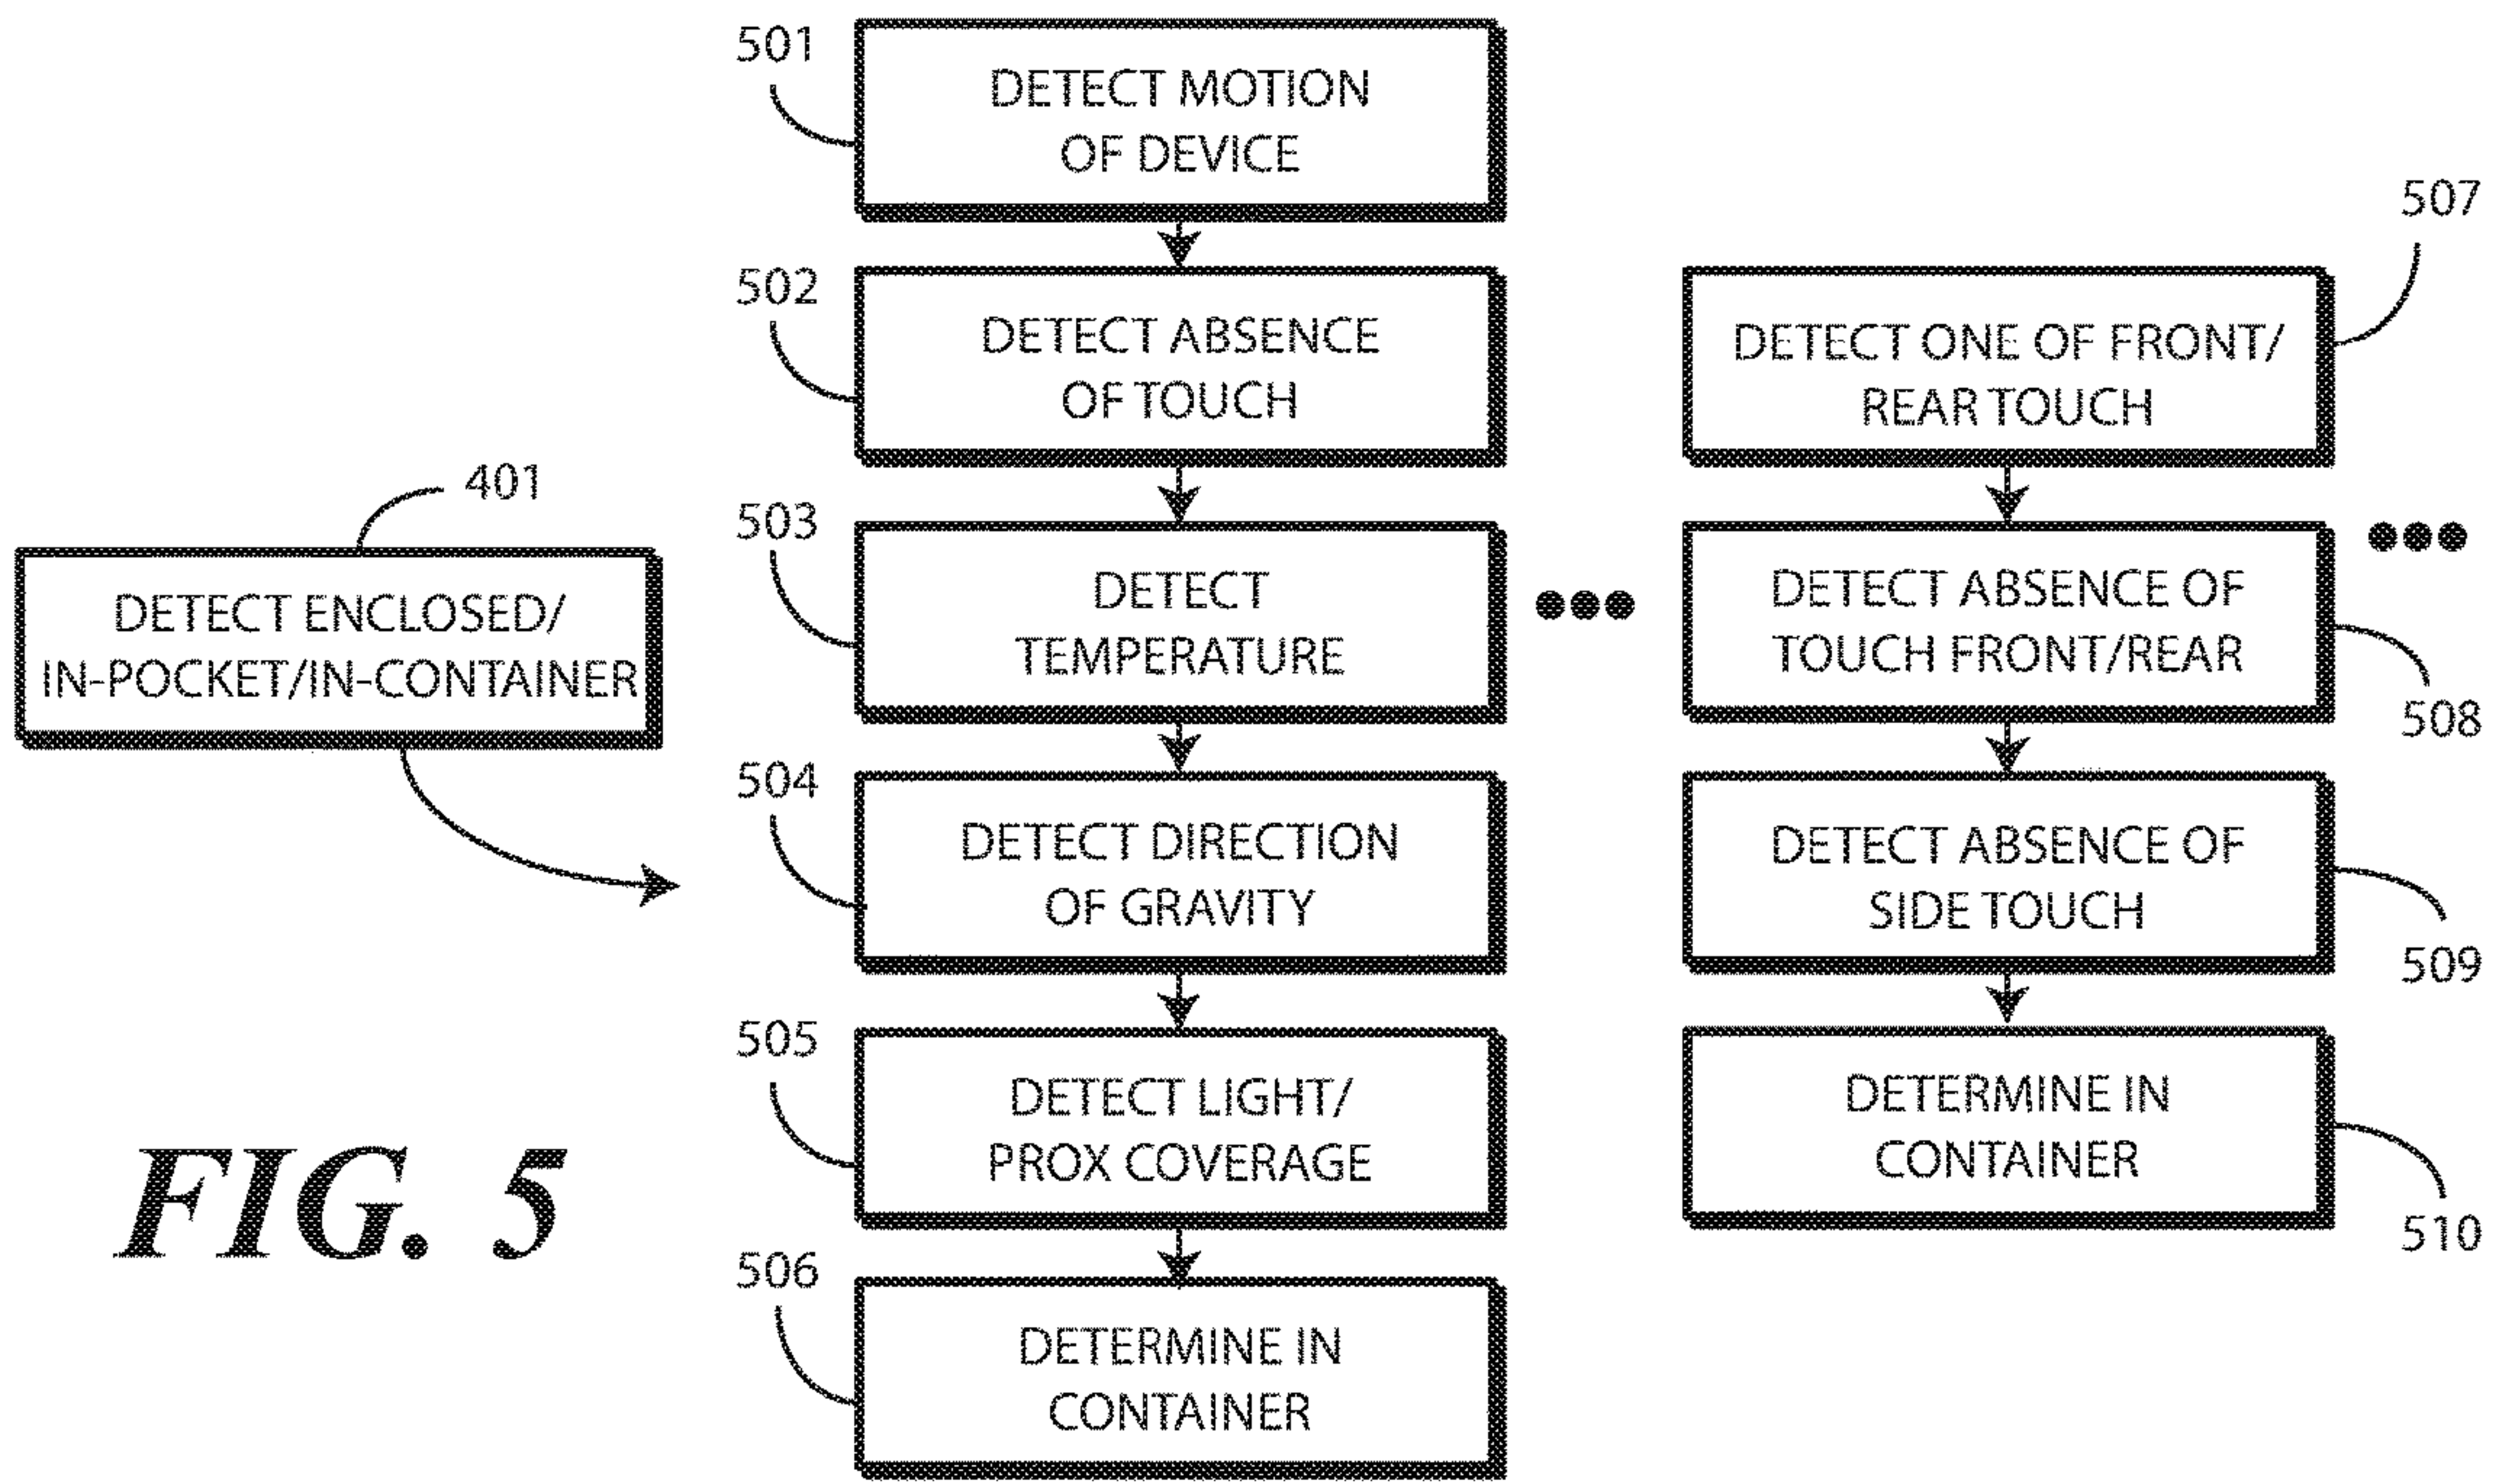 401
DETECT ENCLOSED/
IN-POCKET/IN-CONTAINER
501
DETECT MOTION
OF DEVICE
502
DETECT ABSENCE
OF TOUCH
503
DETECT
TEMPERATURE
504
DETECT DIRECTION
OF GRAVITY
505
DETECT LIGHT/
PROX COVERAGE
506
DETERMINE IN
CONTAINER
507
DETECT ONE OF FRONT/
REAR TOUCH
508
DETECT ABSENCE OF
TOUCH FRONT/REAR
509
DETECT ABSENCE OF
SIDE TOUCH
510
DETERMINE IN
CONTAINER
FIG. 5